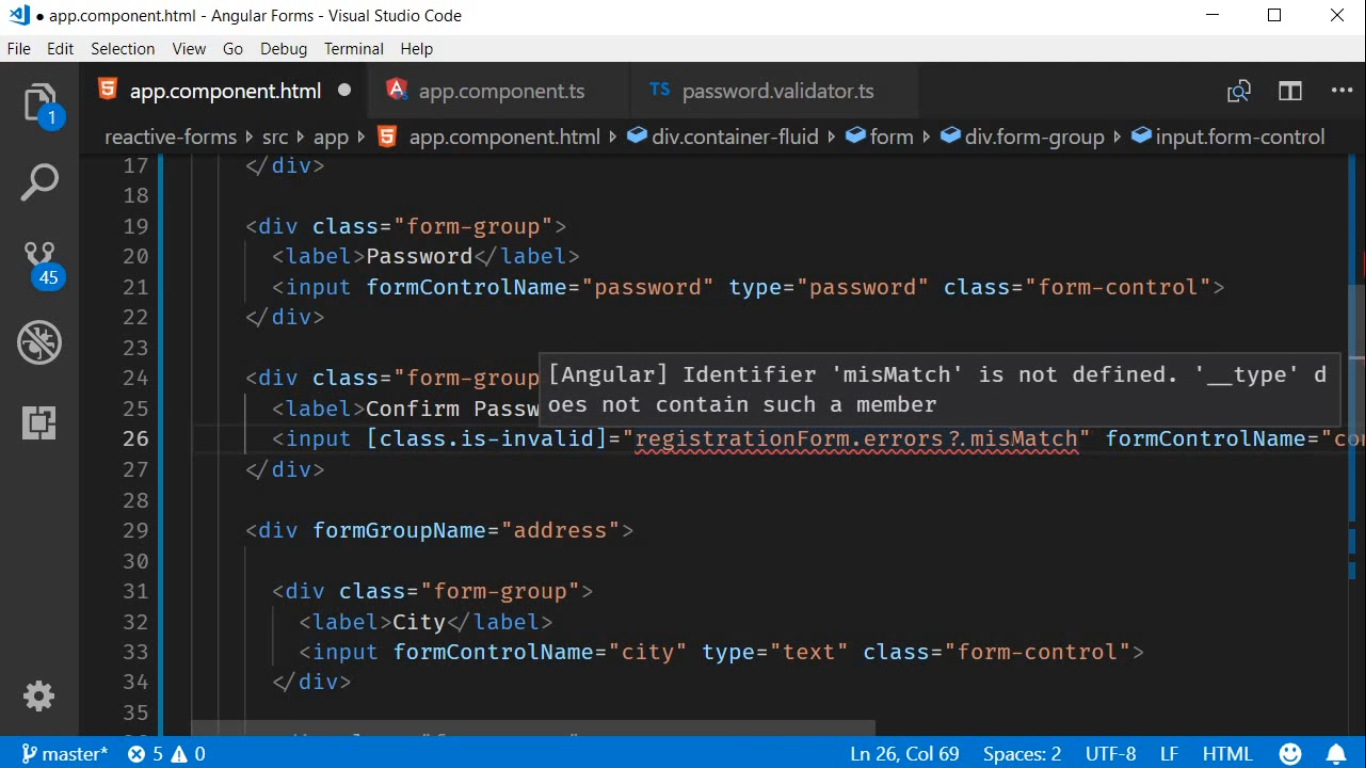 app.component.html - Angular Forms - Visual Studio Code
File Edit Selection View Go Debug Terminal Help
app.component.html app.component.ts TS password.validator.ts
reactive-forms src app app.component.html div.container-fluid form div.form-group input.form-control
1
45
17 </div>
18
19 <div class="form-group">
20 <label>Password</label>
21 <input formControlName="password" type="password" class="form-control">
22 </div>
23
[Angular] Identifier 'misMatch' is not defined. '__type' d
oes not contain such a member
24 <div class="form-group
25 <label>Confirm Passw
26 <input [class.is-invalid]="registrationForm.errors?.misMatch" formControlName="co
27 </div>
28
29 <div formGroupName="address">
30
31 <div class="form-group">
32 <label>City</label>
33 <input formControlName="city" type="text" class="form-control">
34 </div>
35
master* 5 0 Ln 26, Col 69 Spaces: 2 UTF-8 LF HTML